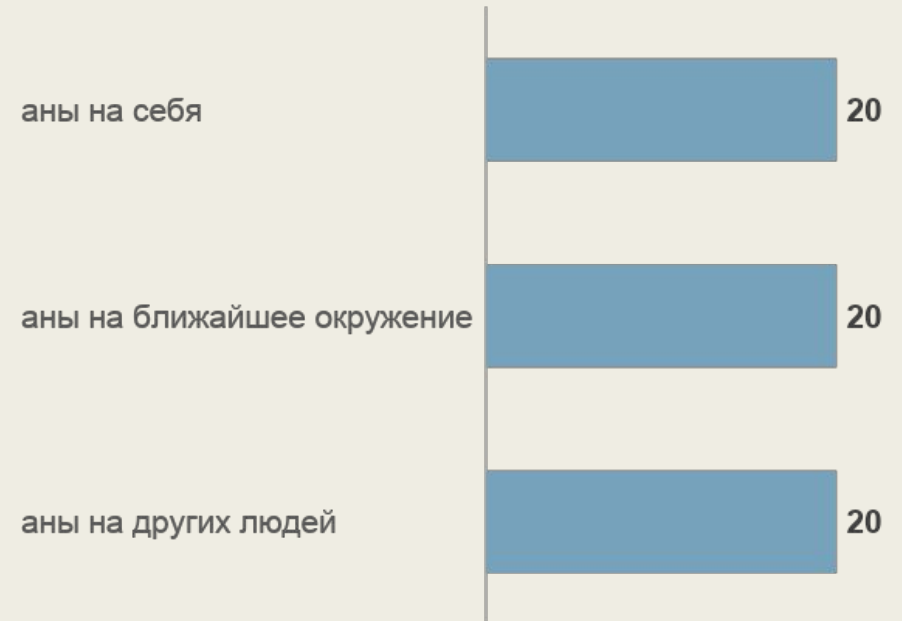 аны на себя 20
аны на ближайшее окружение 20
аны на других людей 20